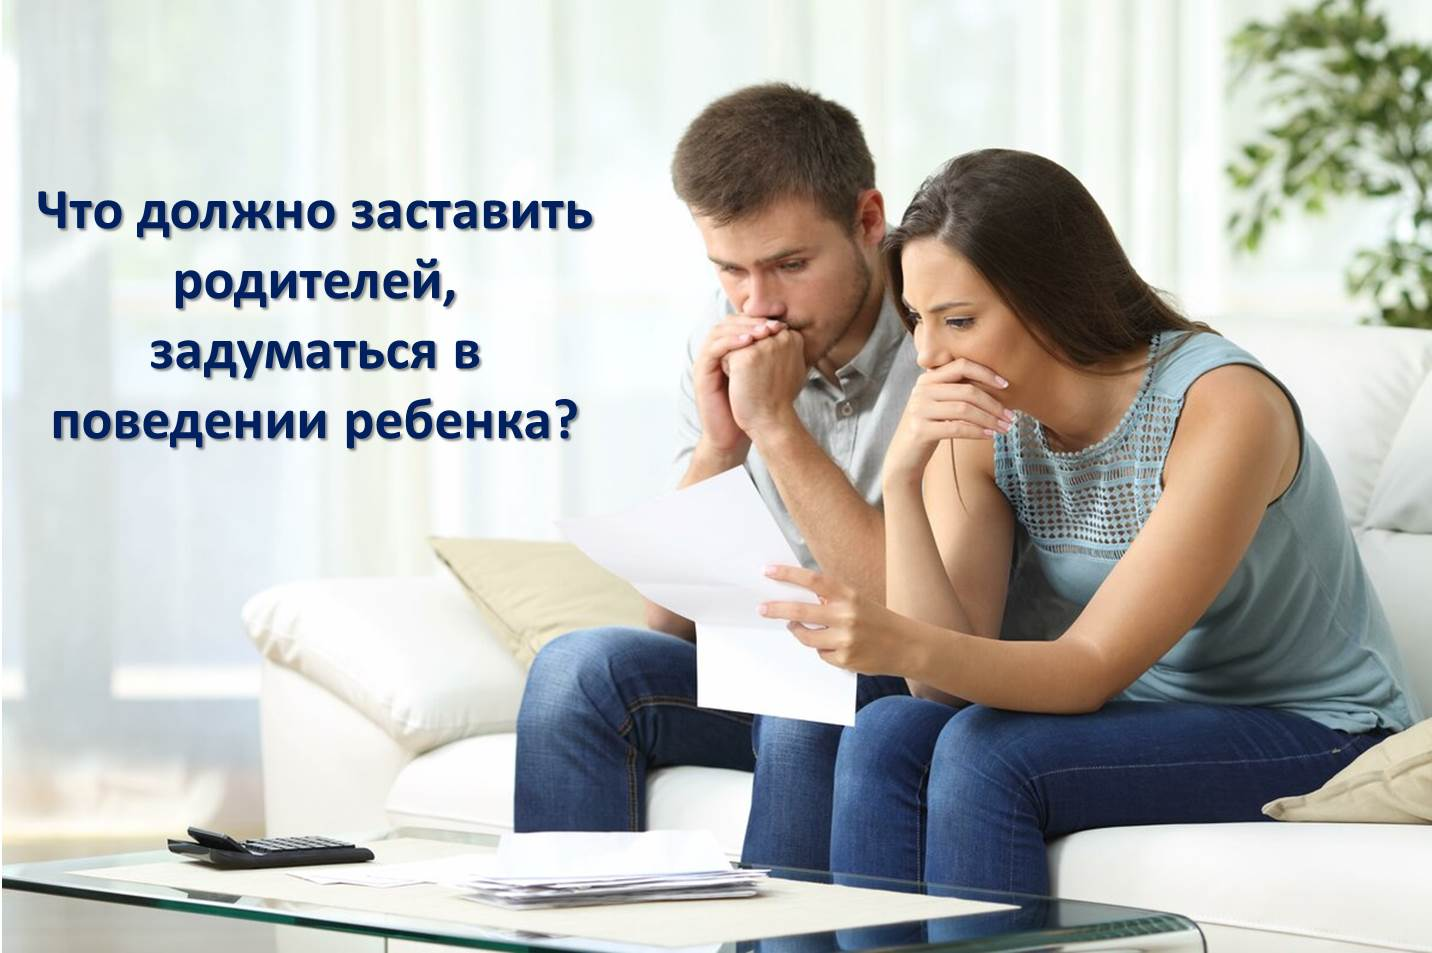 Что должно заставить
родителей,
задуматься в
поведении ребенка?